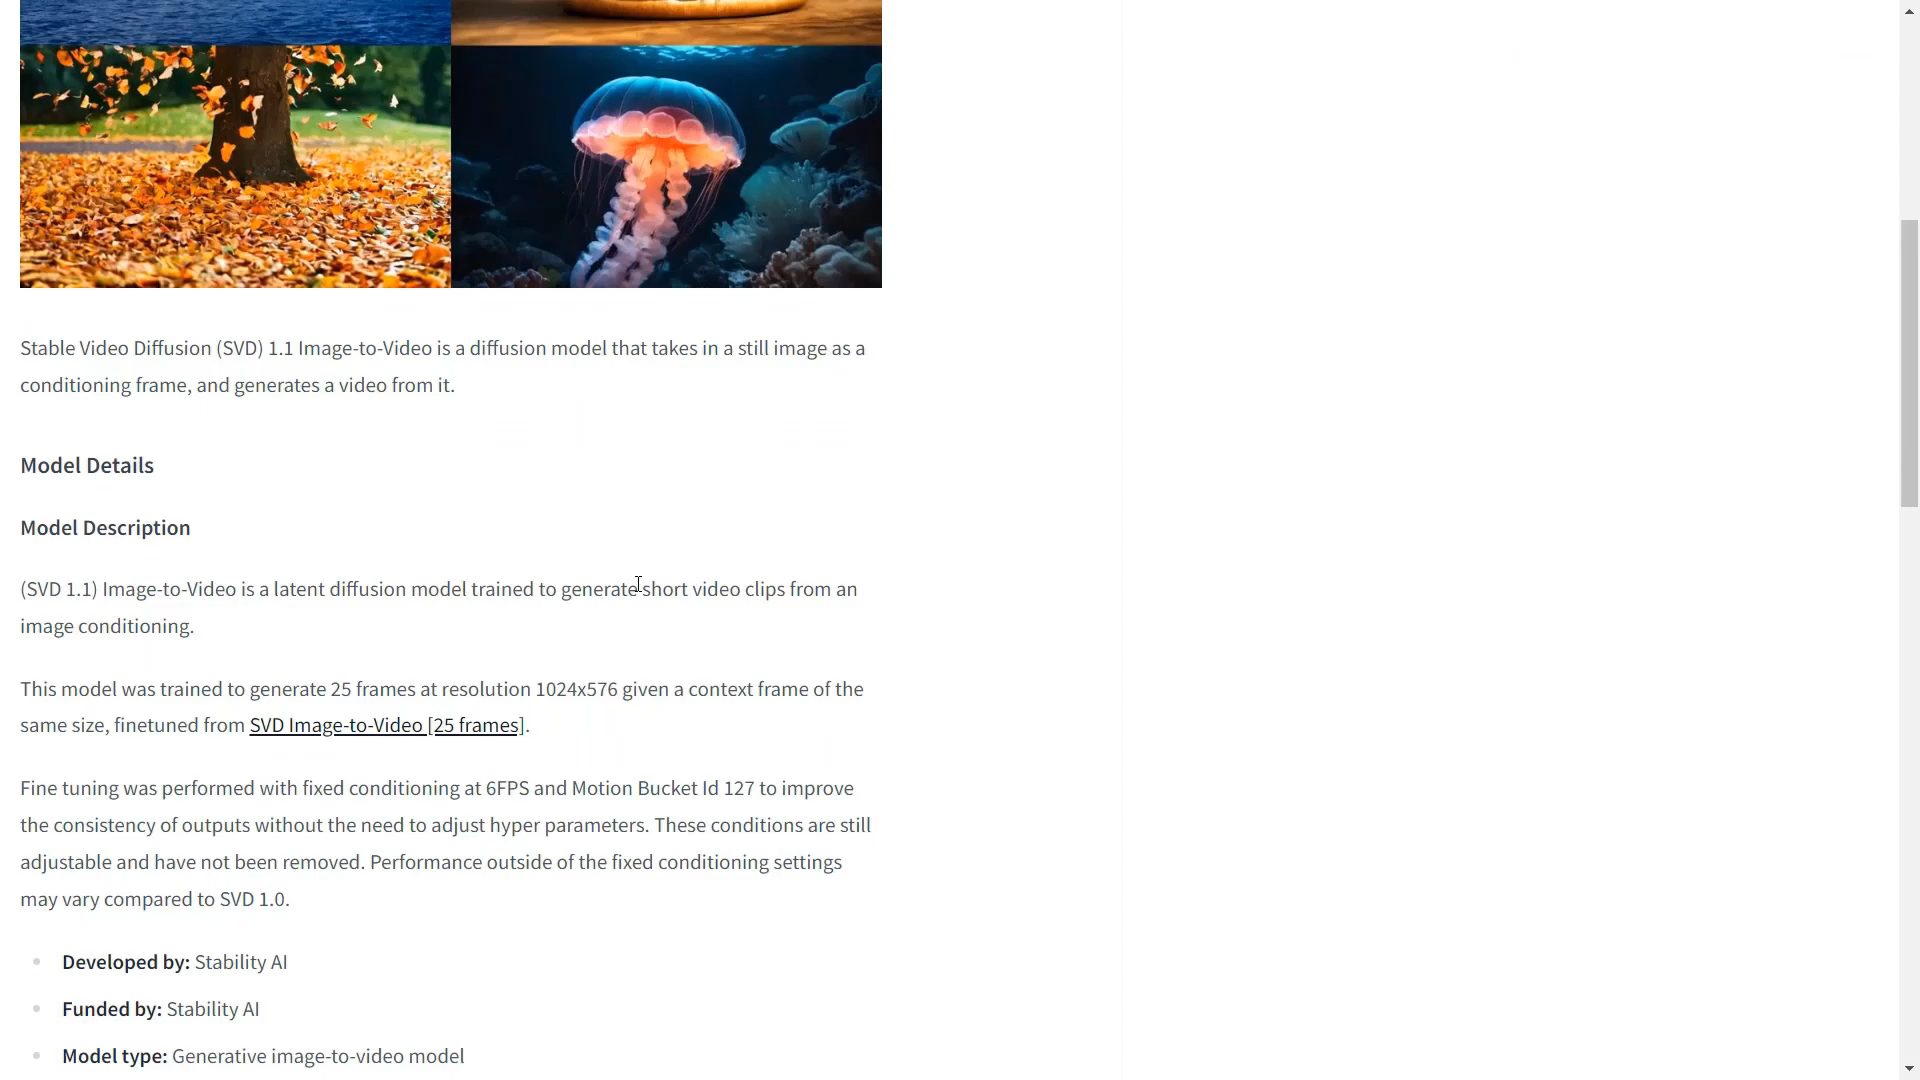 Stable Video Diffusion (SVD) 1.1 Image-to-Video is a diffusion model that takes in a still image as a
conditioning frame, and generates a video from it.
Model Details
Model Description
(SVD 1.1) Image-to-Video is a latent diffusion model trained to generate short video clips from an
image conditioning.
This model was trained to generate 25 frames at resolution 1024x576 given a context frame of the
same size, finetuned from SVD Image-to-Video [25 frames].
Fine tuning was performed with fixed conditioning at 6FPS and Motion Bucket Id 127 to improve
the consistency of outputs without the need to adjust hyper parameters. These conditions are still
adjustable and have not been removed. Performance outside of the fixed conditioning settings
may vary compared to SVD 1.0.
Developed by: Stability AI
Funded by: Stability AI
Model type: Generative image-to-video model